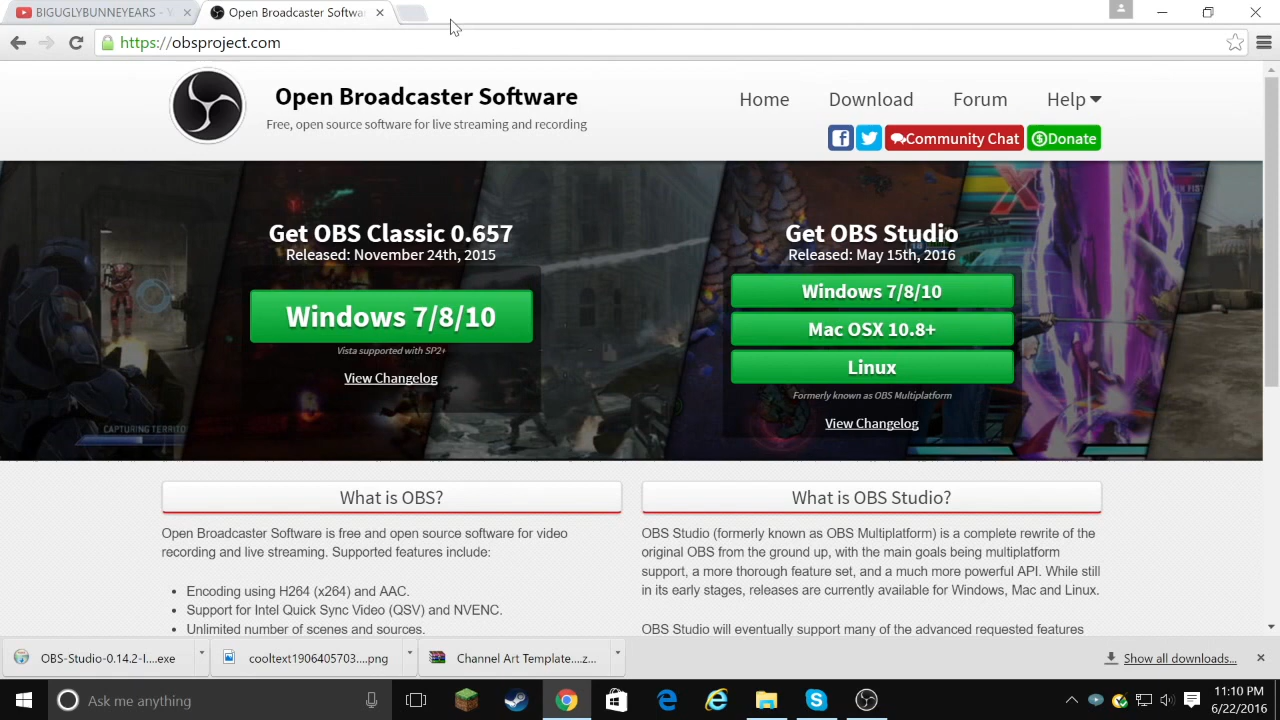 BIGUGLYBUNNEYEARS - Y
Open Broadcaster Softwa
https://obsproject.com
Open Broadcaster Software
Free, open source software for live streaming and recording
Home
Download
Forum
Help
Community Chat
Donate
Get OBS Classic 0.657
Released: November 24th, 2015
Windows 7/8/10
Vista supported with SP2+
View Changelog
Get OBS Studio
Released: May 15th, 2016
Windows 7/8/10
Mac OSX 10.8+
Linux
Formerly known as OBS Multiplatform
View Changelog
CAPTURING TERRITO
What is OBS?
Open Broadcaster Software is free and open source software for video
recording and live streaming. Supported features include:
Encoding using H264 (x264) and AAC.
Support for Intel Quick Sync Video (QSV) and NVENC.
Unlimited number of scenes and sources.
What is OBS Studio?
OBS Studio (formerly known as OBS Multiplatform) is a complete rewrite of the
original OBS from the ground up, with the main goals being multiplatform
support, a more thorough feature set, and a much more powerful API. While still
in its early stages, releases are currently available for Windows, Mac and Linux.
OBS Studio will eventually support many of the advanced requested features
OBS-Studio-0.14.2-I....exe
cooltext1906405703....png
Channel Art Template....z...
Show all downloads...
Ask me anything
11:10 PM
6/22/2016